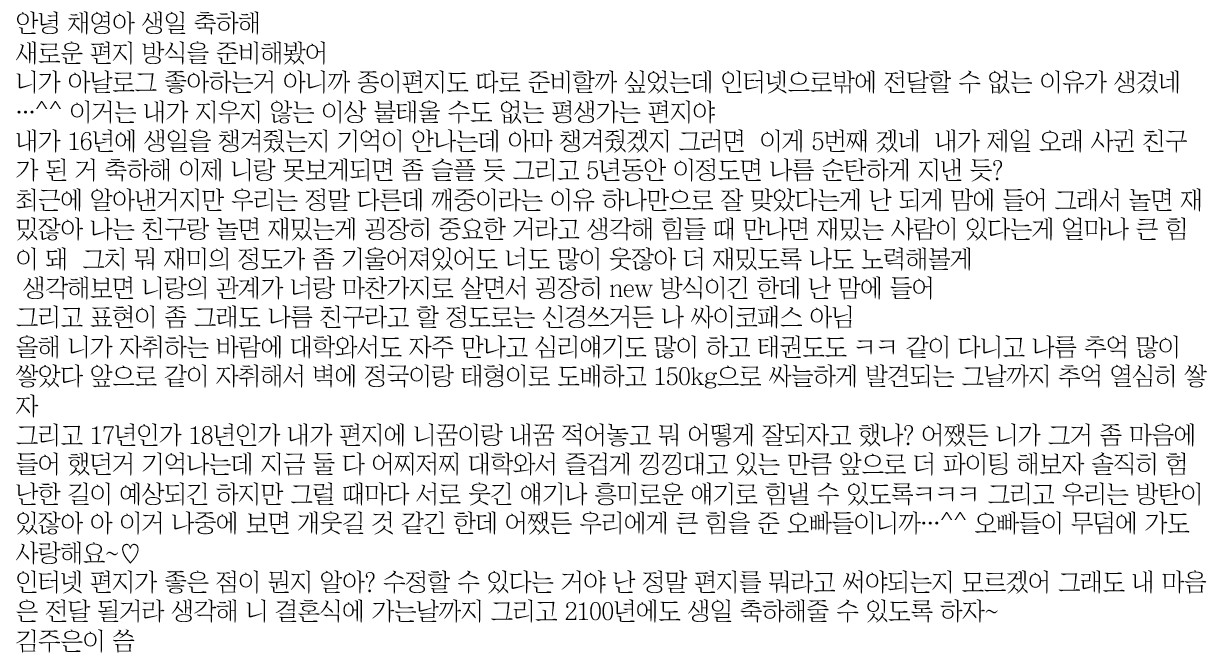 안녕 채영아 생일 축하해
새로운 편지 방식을 준비해봤어
니가 아날로그 좋아하는거 아니까 종이편지도 따로 준비할까 싶었는데 인터넷으로밖에 전달할 수 없는 이유가 생겼네
…^^ 이거는 내가 지우지 않는 이상 불태울 수도 없는 평생가는 편지야
내가 16년에 생일을 챙겨줬는지 기억이 안나는데 아마 챙겨줬겠지 그러면  이게 5번째 겠네  내가 제일 오래 사귄 친구
가 된 거 축하해 이제 니랑 못보게되면 좀 슬플 듯 그리고 5년동안 이정도면 나름 순탄하게 지낸 듯?
최근에 알아낸거지만 우리는 정말 다른데 깨중이라는 이유 하나만으로 잘 맞았다는게 난 되게 맘에 들어 그래서 놀면 재
밌잖아 나는 친구랑 놀면 재밌는게 굉장히 중요한 거라고 생각해 힘들 때 만나면 재밌는 사람이 있다는게 얼마나 큰 힘
이 돼  그치 뭐 재미의 정도가 좀 기울어져있어도 너도 많이 웃잖아 더 재밌도록 나도 노력해볼게
생각해보면 니랑의 관계가 너랑 마찬가지로 살면서 굉장히 new 방식이긴 한데 난 맘에 들어
그리고 표현이 좀 그래도 나름 친구라고 할 정도로는 신경쓰거든 나 싸이코패스 아님
올해 니가 자취하는 바람에 대학와서도 자주 만나고 심리얘기도 많이 하고 태권도도 ㅋㅋ 같이 다니고 나름 추억 많이
쌓았다 앞으로 같이 자취해서 벽에 정국이랑 태형이로 도배하고 150kg으로 싸늘하게 발견되는 그날까지 추억 열심히 쌓
자
그리고 17년인가 18년인가 내가 편지에 니꿈이랑 내꿈 적어놓고 뭐 어떻게 잘되자고 했나? 어쨌든 니가 그거 좀 마음에
들어 했던거 기억나는데 지금 둘 다 어찌저찌 대학와서 즐겁게 낑낑대고 있는 만큼 앞으로 더 파이팅 해보자 솔직히 험
난한 길이 예상되긴 하지만 그럴 때마다 서로 웃긴 얘기나 흥미로운 얘기로 힘낼 수 있도록ㅋㅋㅋ 그리고 우리는 방탄이
있잖아 아 이거 나중에 보면 개웃길 것 같긴 한데 어쨌든 우리에게 큰 힘을 준 오빠들이니까…^^ 오빠들이 무덤에 가도
사랑해요~♡
인터넷 편지가 좋은 점이 뭔지 알아? 수정할 수 있다는 거야 난 정말 편지를 뭐라고 써야되는지 모르겠어 그래도 내 마음
은 전달 될거라 생각해 니 결혼식에 가는날까지 그리고 2100년에도 생일 축하해줄 수 있도록 하자~
김주은이 씀